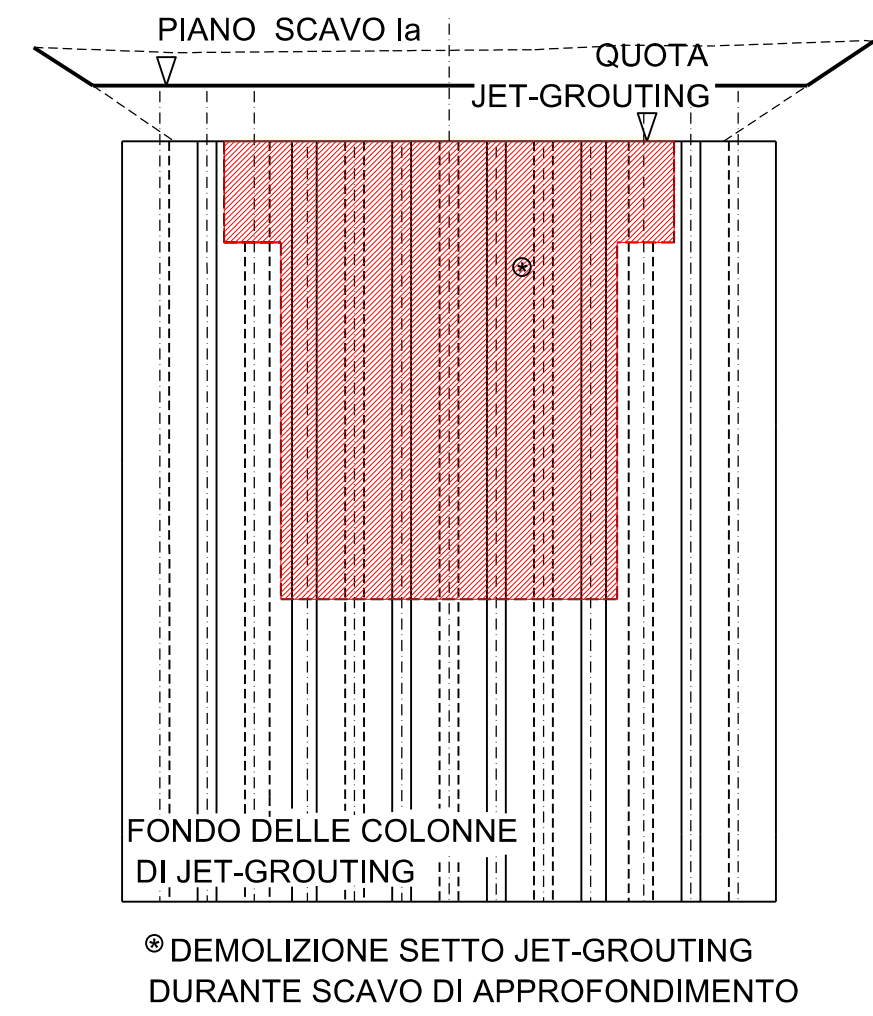 PIANO SCAVO Ia
QUOTA
JET-GROUTING
FONDO DELLE COLONNE
DI JET-GROUTING
⊛ DEMOLIZIONE SETTO JET-GROUTING
DURANTE SCAVO DI APPROFONDIMENTO